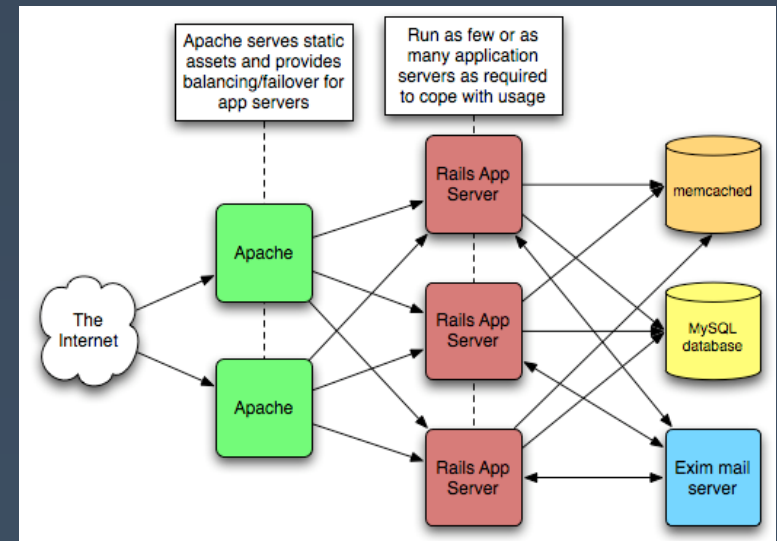 Apache serves static
assets and provides
balancing/failover for
app servers
Run as few or as
many application
servers as required
to cope with usage
Rails App
Server
memcached
Apache
The
Internet
Rails App
Server
MySQL
database
Apache
Rails App
Server
Exim mail
server